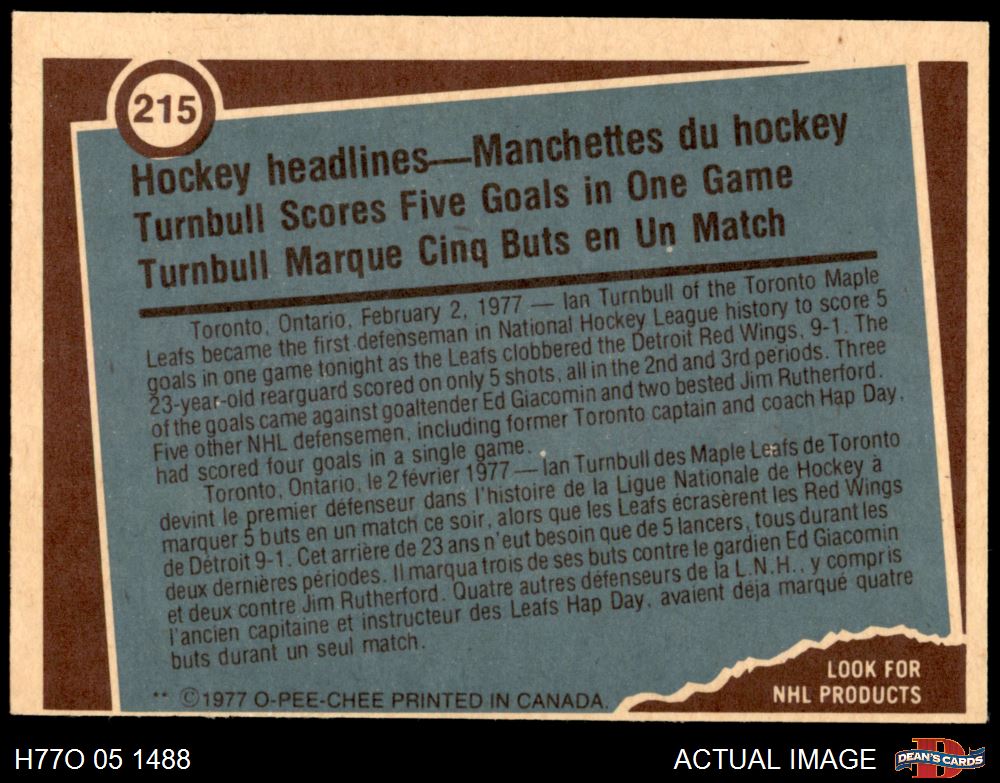 215
Hockey headlines—Manchettes du hockey
Turnbull Scores Five Goals in One Game
Turnbull Marque Cinq Buts en Un Match
Toronto, Ontario, February 2, 1977 — Ian Turnbull of the Toronto Maple
Leafs became the first defenseman in National Hockey League history to score 5
goals in one game tonight as the Leafs clobbered the Detroit Red Wings, 9-1. The
23-year-old rearguard scored on only 5 shots, all in the 2nd and 3rd periods. Three
of the goals came against goaltender Ed Giacomin and two bested Jim Rutherford.
Five other NHL defensemen, including former Toronto captain and coach Hap Day,
had scored four goals in a single game.
Toronto, Ontario, le 2 février 1977 — Ian Turnbull des Maple Leafs de Toronto
devint le premier défenseur dans l'histoire de la Ligue Nationale de Hockey à
marquer 5 buts en un match ce soir, alors que les Leafs écrasèrent les Red Wings
de Détroit 9-1. Cet arrière de 23 ans n'eut besoin que de 5 lancers, tous durant les
deux dernières périodes. Il marqua trois de ses buts contre le gardien Ed Giacomin
et deux contre Jim Rutherford. Quatre autres défenseurs de la L.N.H., y compris
l'ancien capitaine et instructeur des Leafs Hap Day, avaient déja marqué quatre
buts durant un seul match.
** ©1977 O-PEE-CHEE PRINTED IN CANADA.
LOOK FOR
NHL PRODUCTS
H77O 05 1488
ACTUAL IMAGE
D
DEAN'S CARDS